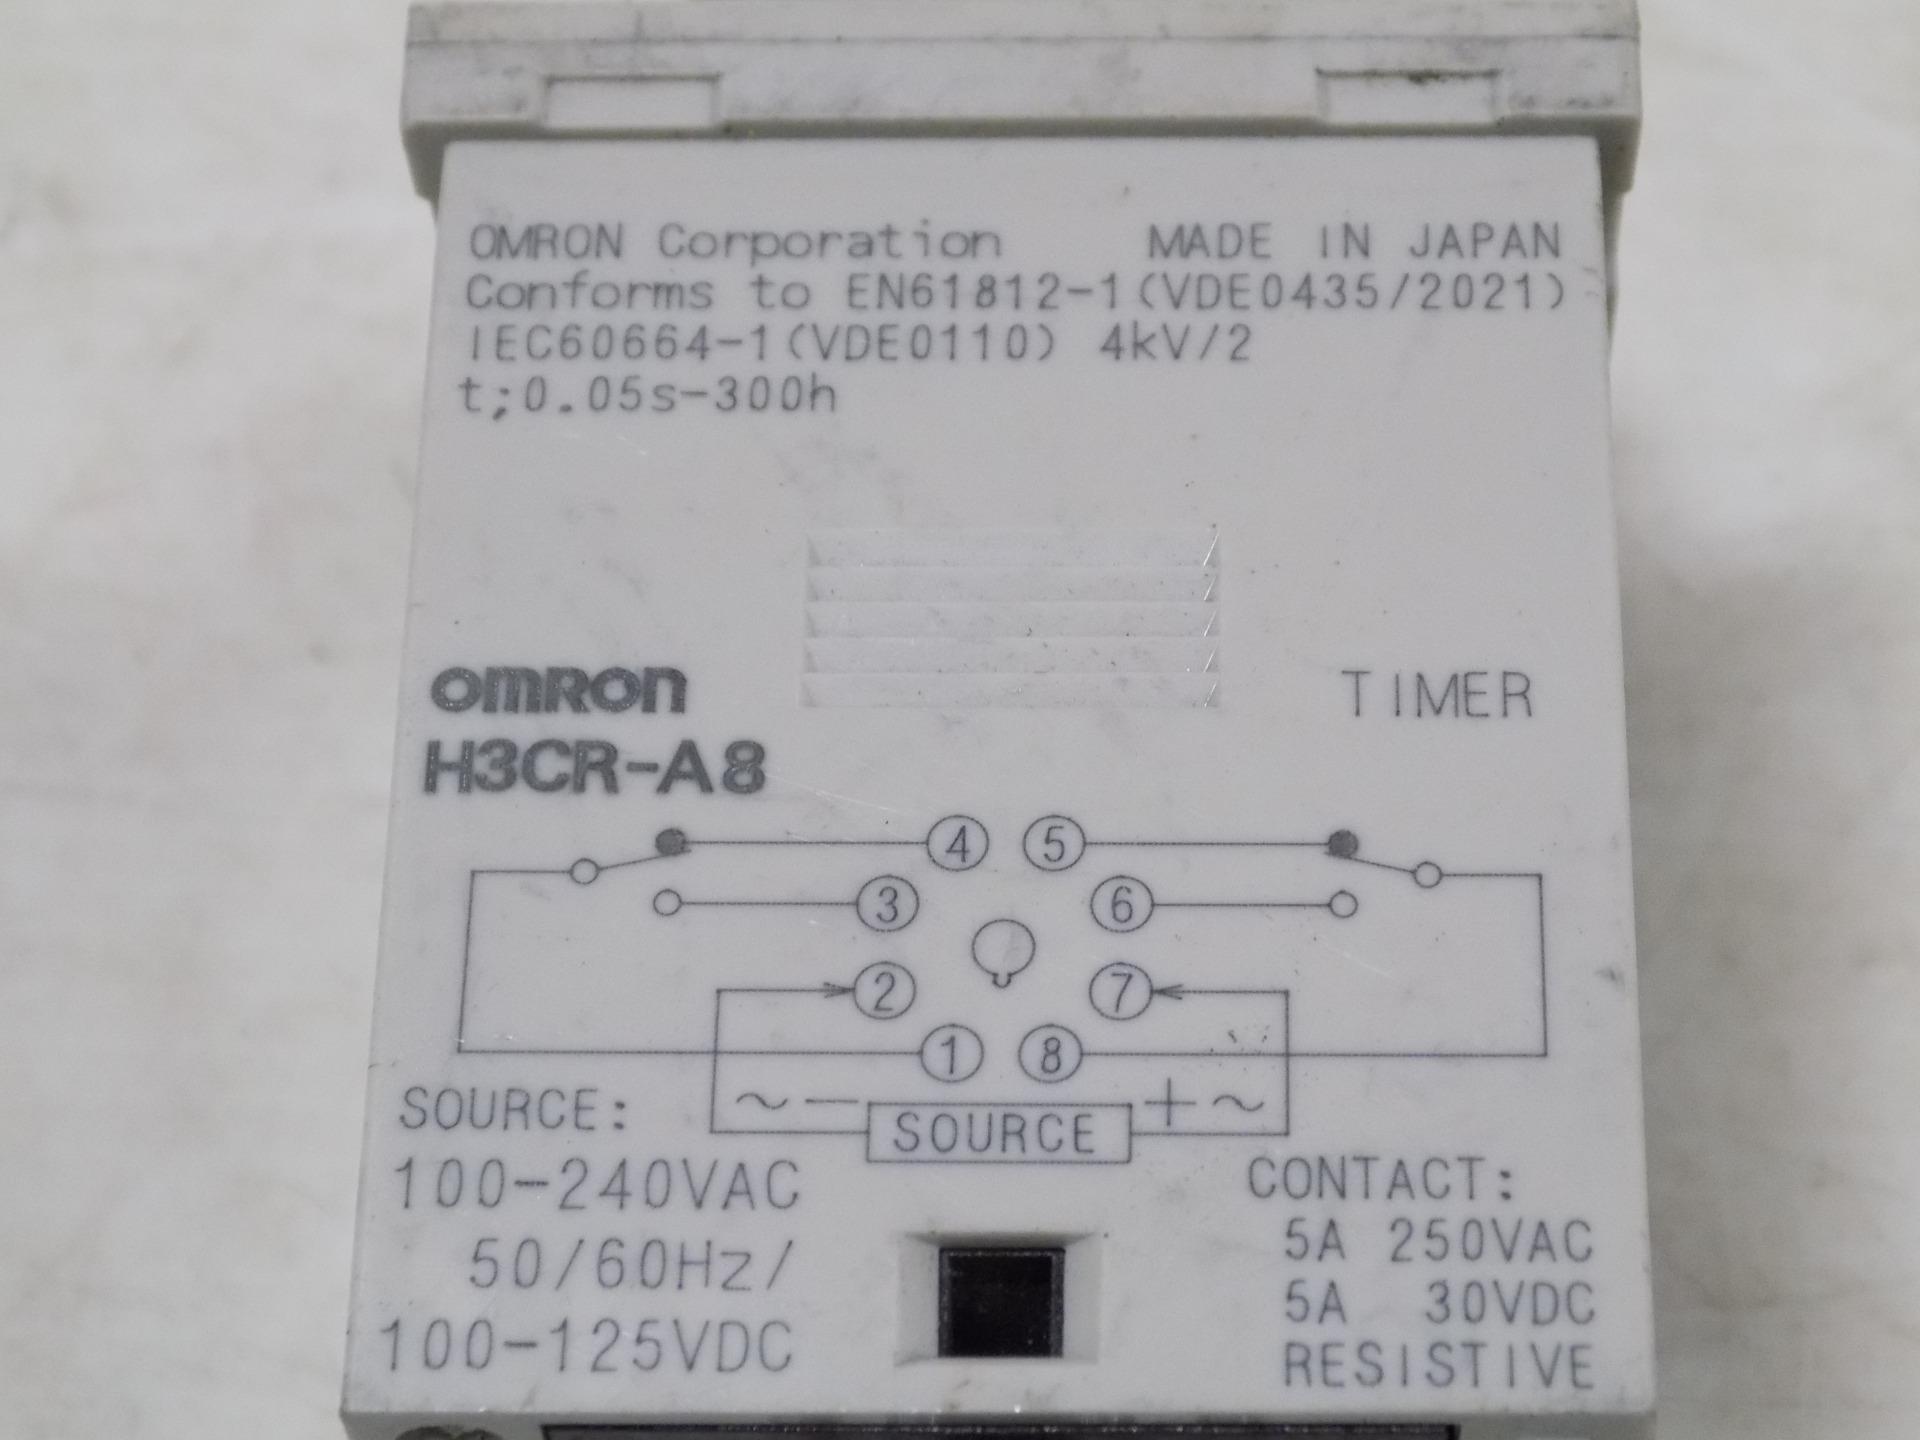 OMRON Corporation MADE IN JAPAN
Conforms to EN61812-1(VDE0435/2021)
IEC60664-1(VDE0110) 4kV/2
t;0.05s-300h
omron TIMER
H3CR-A8
4 5
3 6
2 7
1 8
~ − SOURCE + ~
SOURCE:
100-240VAC
50/60Hz/
100-125VDC
CONTACT:
5A 250VAC
5A 30VDC
RESISTIVE